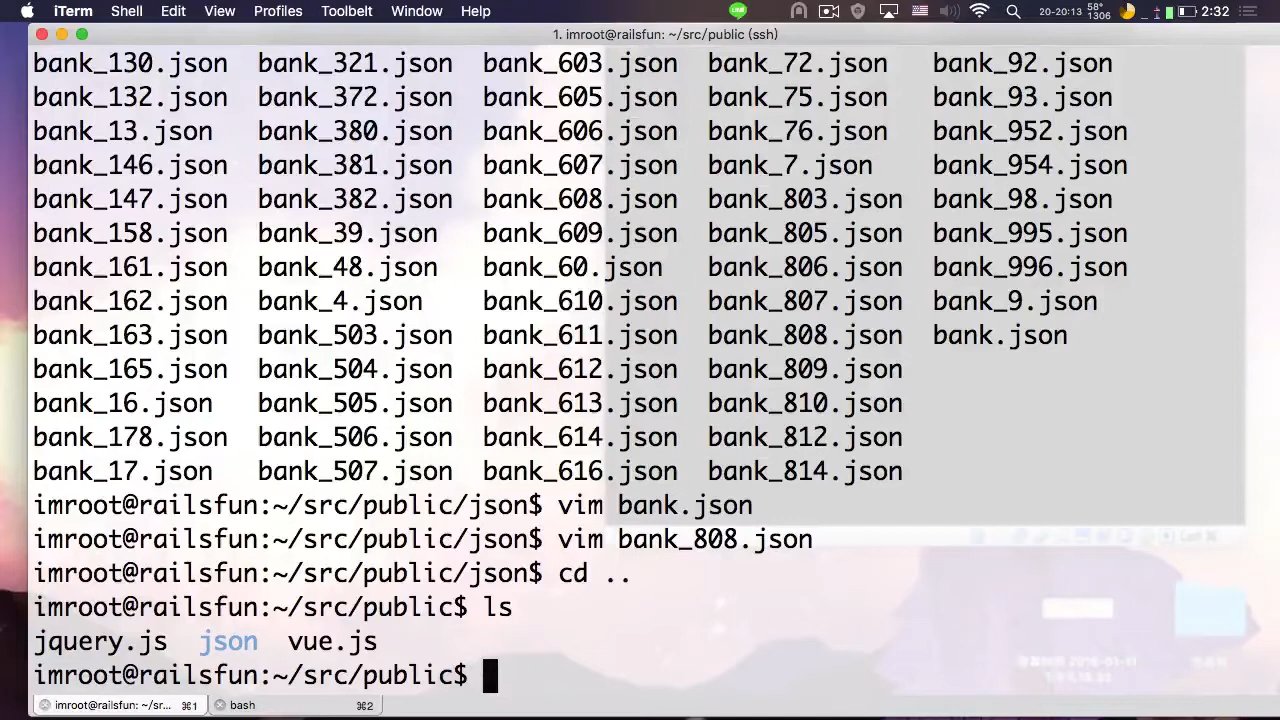 iTerm Shell Edit View Profiles Toolbelt Window Help 20-20:13 58° 1306 2:32
1. imroot@railsfun: ~/src/public (ssh)
bank_130.json bank_321.json bank_603.json bank_72.json bank_92.json
bank_132.json bank_372.json bank_605.json bank_75.json bank_93.json
bank_13.json bank_380.json bank_606.json bank_76.json bank_952.json
bank_146.json bank_381.json bank_607.json bank_7.json bank_954.json
bank_147.json bank_382.json bank_608.json bank_803.json bank_98.json
bank_158.json bank_39.json bank_609.json bank_805.json bank_995.json
bank_161.json bank_48.json bank_60.json bank_806.json bank_996.json
bank_162.json bank_4.json bank_610.json bank_807.json bank_9.json
bank_163.json bank_503.json bank_611.json bank_808.json bank.json
bank_165.json bank_504.json bank_612.json bank_809.json
bank_16.json bank_505.json bank_613.json bank_810.json
bank_178.json bank_506.json bank_614.json bank_812.json
bank_17.json bank_507.json bank_616.json bank_814.json
imroot@railsfun:~/src/public/json$ vim bank.json
imroot@railsfun:~/src/public/json$ vim bank_808.json
imroot@railsfun:~/src/public/json$ cd ..
imroot@railsfun:~/src/public$ ls
jquery.js json vue.js
imroot@railsfun:~/src/public$
imroot@railsfun: ~/sr... ⌘1 bash ⌘2